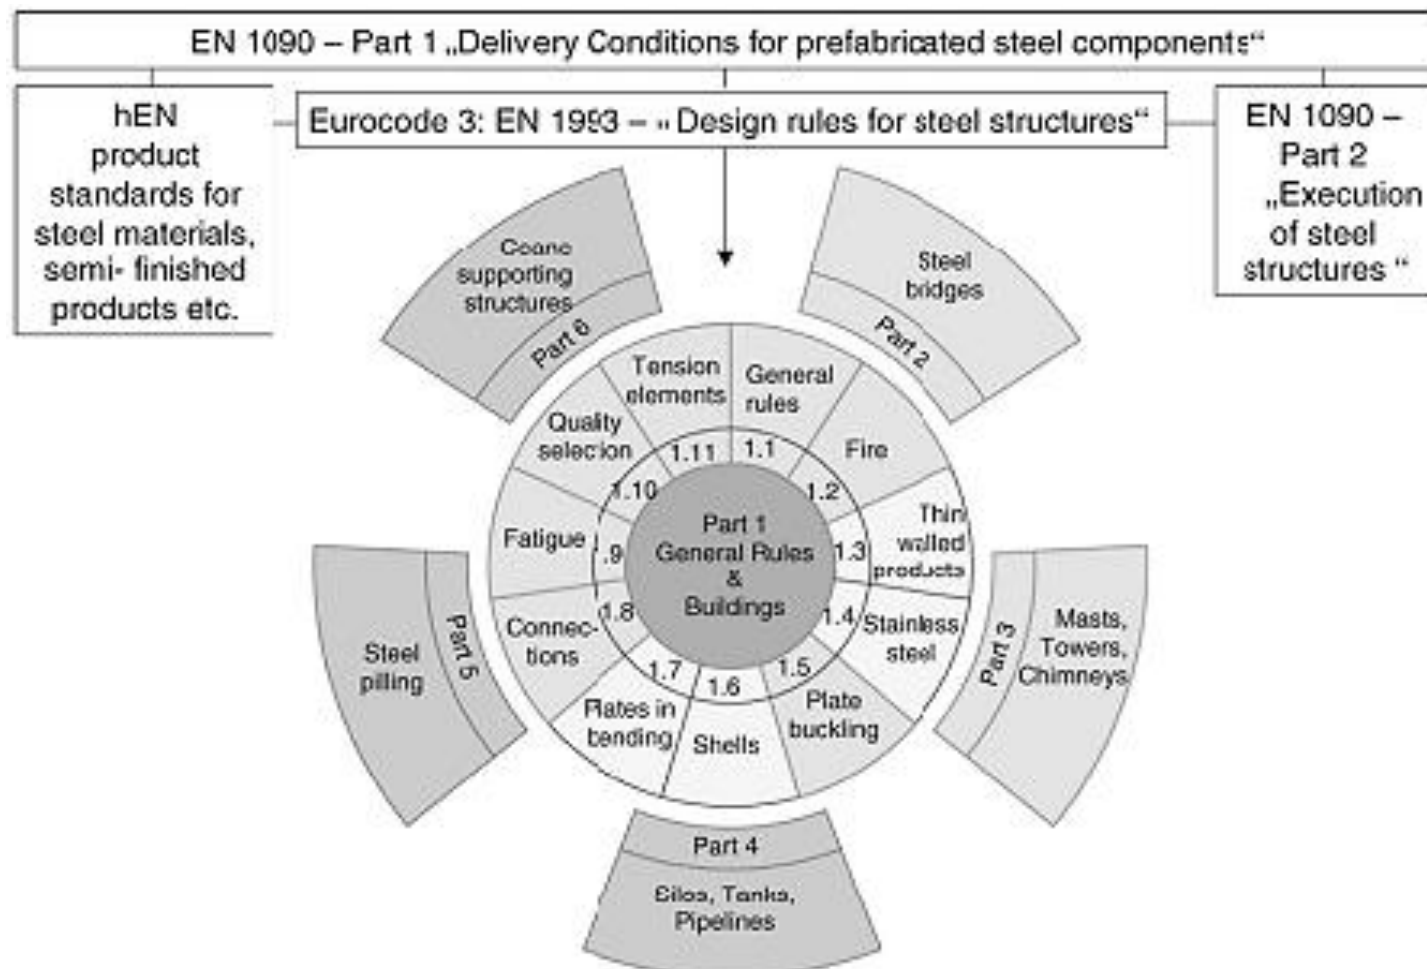 EN 1090 – Part 1 „Delivery Conditions for prefabricated steel components“
hEN
product
standards for
steel materials,
semi- finished
products etc.
Eurocode 3: EN 1993 – „ Design rules for steel structures“
EN 1090 –
Part 2
„Execution
of steel
structures “
supporting
structures
Part 6
Steel
bridges
Part 2
Tension
elements
1.11
General
rules
1.1
Quality
selection
1.10
Fire
1.2
Fatigue
.9
Part 1
General Rules
&
Buildings
Thin
walled
products
1.3
Connec-
tions
1.8
Stainless
steel
1.4
Plates in
bending
1.7
Shells
1.6
Plate
buckling
1.5
Steel
pilling
Part 5
Part 3
Masts,
Towers,
Chimneys
Part 4
Silos, Tanks,
Pipelines